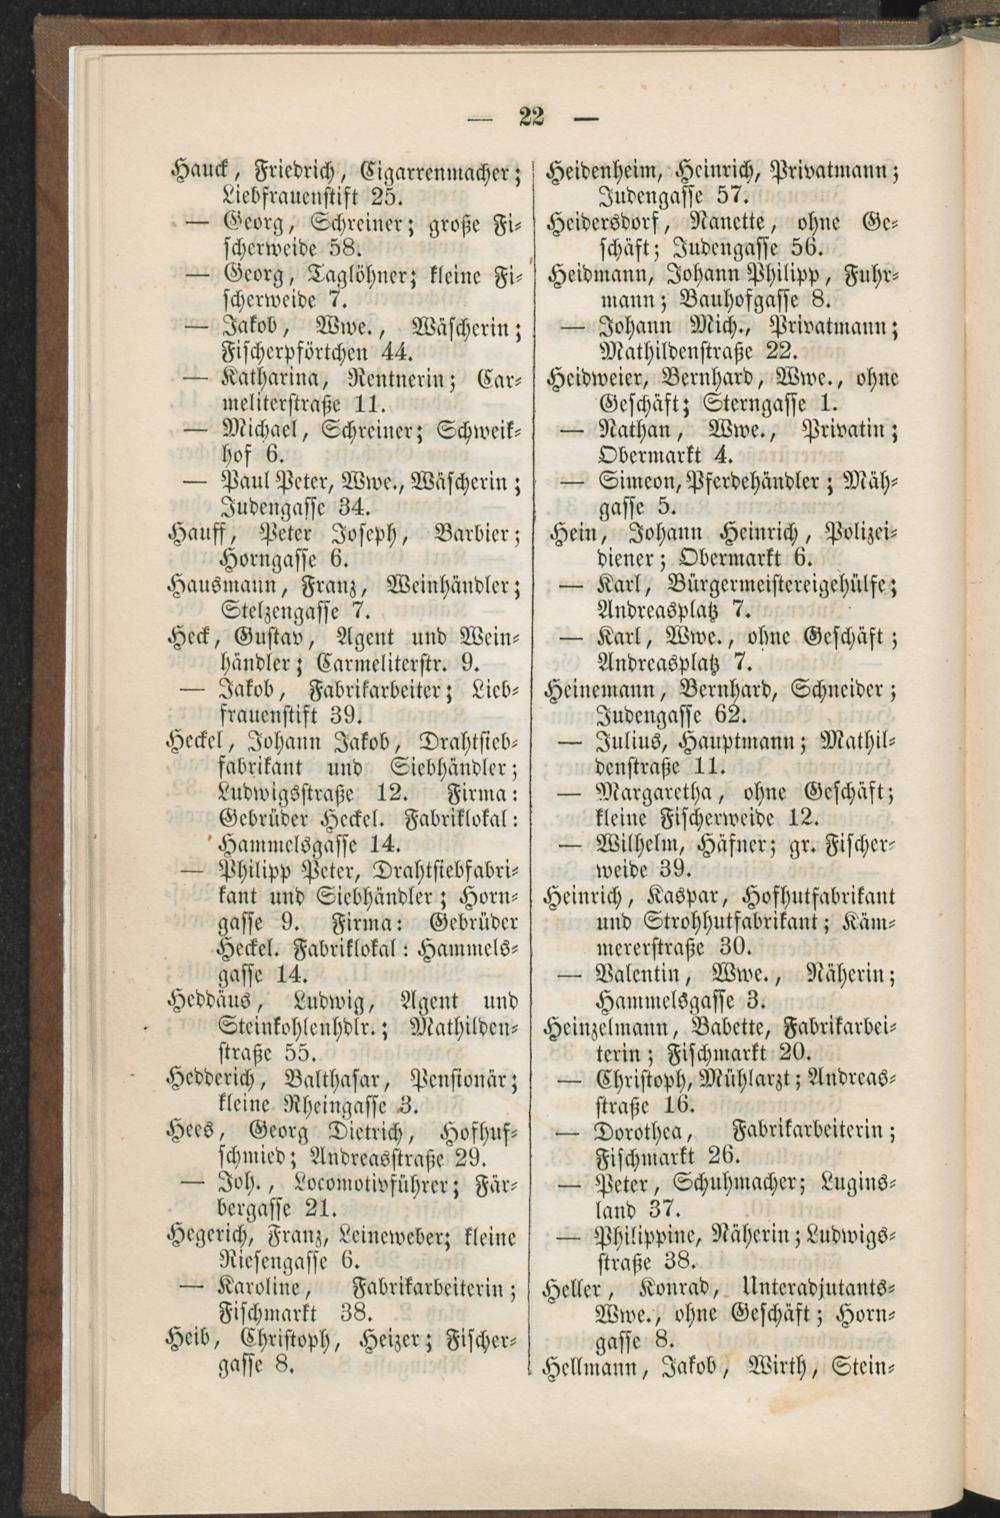 — 22 —
Hauck, Friedrich, Cigarrenmacher;
Liebfrauenstift 25.
— Georg, Schreiner; große Fi-
scherweide 58.
— Georg, Taglöhner; kleine Fi-
scherweide 7.
— Jakob, Wwe., Wäscherin;
Fischerpförtchen 44.
— Katharina, Rentnerin; Car-
meliterstraße 11.
— Michael, Schreiner; Schweik-
hof 6.
— Paul Peter, Wwe., Wäscherin;
Judengasse 34.
Hauff, Peter Joseph, Barbier;
Horngasse 6.
Hausmann, Franz, Weinhändler;
Stelzengasse 7.
Heck, Gustav, Agent und Wein-
händler; Carmeliterstr. 9.
— Jakob, Fabrikarbeiter; Lieb-
frauenstift 39.
Heckel, Johann Jakob, Drahtsieb-
fabrikant und Siebhändler;
Ludwigsstraße 12. Firma:
Gebrüder Heckel. Fabriklokal:
Hammelsgasse 14.
— Philipp Peter, Drahtsiebfabri-
kant und Siebhändler; Horn-
gasse 9. Firma: Gebrüder
Heckel. Fabriklokal: Hammels-
gasse 14.
Heddäus, Ludwig, Agent und
Steinkohlenhdlr.; Mathilden-
straße 55.
Hedderich, Balthasar, Pensionär;
kleine Rheingasse 3.
Hees, Georg Dietrich, Hofhuf-
schmied; Andreasstraße 29.
— Joh., Locomotivführer; Fär-
bergasse 21.
Hegerich, Franz, Leineweber; kleine
Riesengasse 6.
— Karoline, Fabrikarbeiterin;
Fischmarkt 38.
Heib, Christoph, Heizer; Fischer-
gasse 8.
Heidenheim, Heinrich, Privatmann;
Judengasse 57.
Heidersdorf, Nanette, ohne Ge-
schäft; Judengasse 56.
Heidmann, Johann Philipp, Fuhr-
mann; Bauhofgasse 8.
— Johann Mich., Privatmann;
Mathildenstraße 22.
Heidweier, Bernhard, Wwe., ohne
Geschäft; Sterngasse 1.
— Nathan, Wwe., Privatin;
Obermarkt 4.
— Simeon, Pferdehändler; Mäh-
gasse 5.
Hein, Johann Heinrich, Polizei-
diener; Obermarkt 6.
— Karl, Bürgermeistereigehülfe;
Andreasplatz 7.
— Karl, Wwe., ohne Geschäft;
Andreasplatz 7.
Heinemann, Bernhard, Schneider;
Judengasse 62.
— Julius, Hauptmann; Mathil-
denstraße 11.
— Margaretha, ohne Geschäft;
kleine Fischerweide 12.
— Wilhelm, Häfner; gr. Fischer-
weide 39.
Heinrich, Kaspar, Hofhutfabrikant
und Strohhutfabrikant; Käm-
mererstraße 30.
— Valentin, Wwe., Näherin;
Hammelsgasse 3.
Heinzelmann, Babette, Fabrikarbei-
terin; Fischmarkt 20.
— Christoph, Mühlarzt; Andreas-
straße 16.
— Dorothea, Fabrikarbeiterin;
Fischmarkt 26.
— Peter, Schuhmacher; Lugins-
land 37.
— Philippine, Näherin; Ludwigs-
straße 38.
Heller, Konrad, Unteradjutants-
Wwe., ohne Geschäft; Horn-
gasse 8.
Hellmann, Jakob, Wirth, Stein-